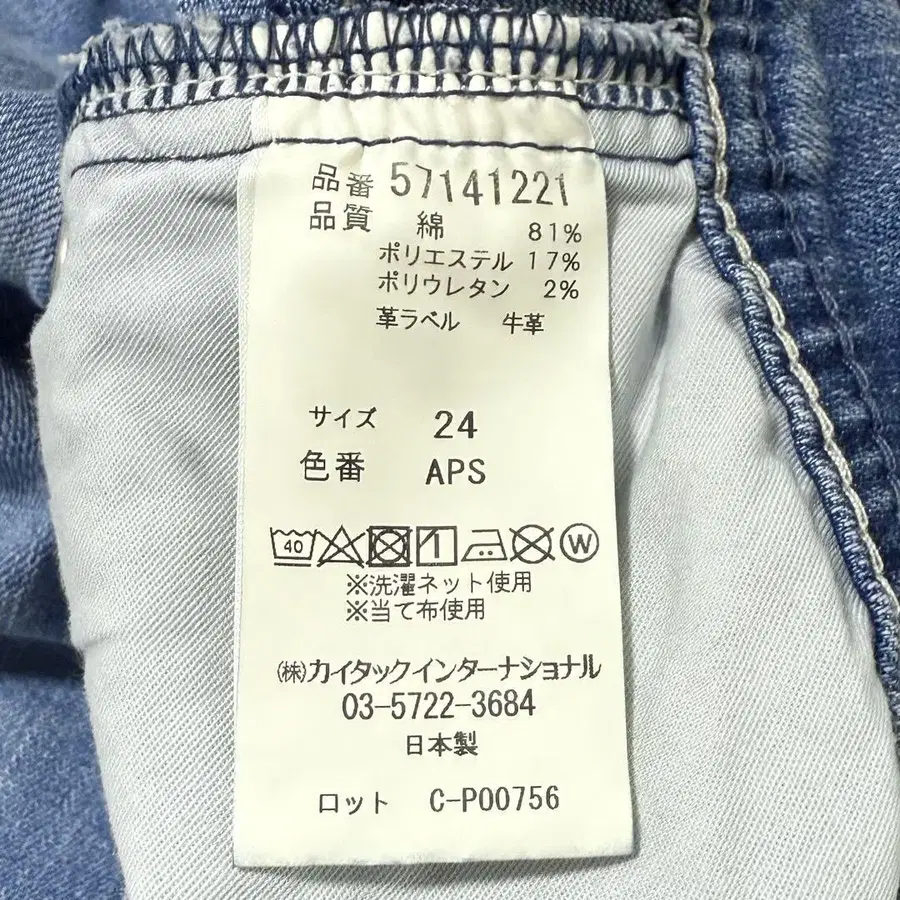 品番 57141221
品質 綿 81%
ポリエステル 17%
ポリウレタン 2%
革ラベル 牛革
サイズ 24
色番 APS
40 W
※洗濯ネット使用
※当て布使用
(株)カイタックインターナショナル
03-5722-3684
日本製
ロット C-P00756